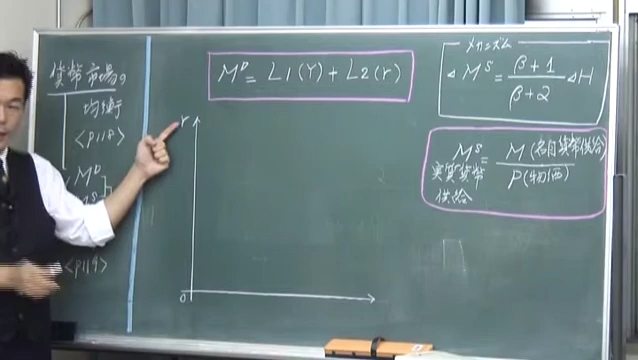 貨幣市場の
均衡
<P118>
M^D
M^S
<P119>
M^D = L1(Y) + L2(r)
r
0
メカニズム
⊿M^S = β+1/β+2 ⊿H
M^S = M(名目貨幣供給)/P(物価)
実質貨幣
供給